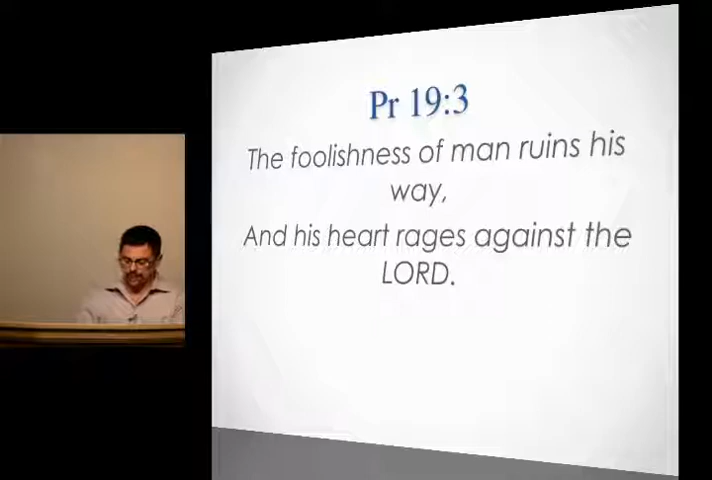 Pr 19:3
The foolishness of man ruins his
way,
And his heart rages against the
LORD.